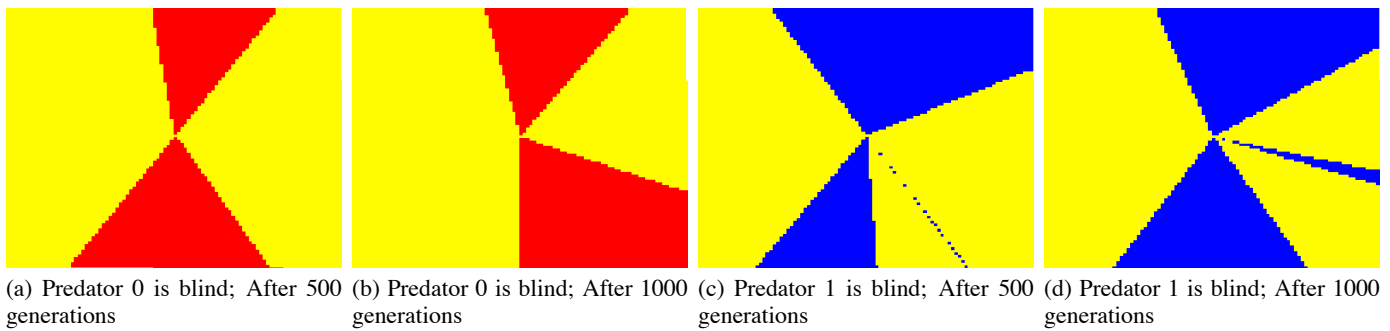 (a) Predator 0 is blind; After 500
generations
(b) Predator 0 is blind; After 1000
generations
(c) Predator 1 is blind; After 500
generations
(d) Predator 1 is blind; After 1000
generations